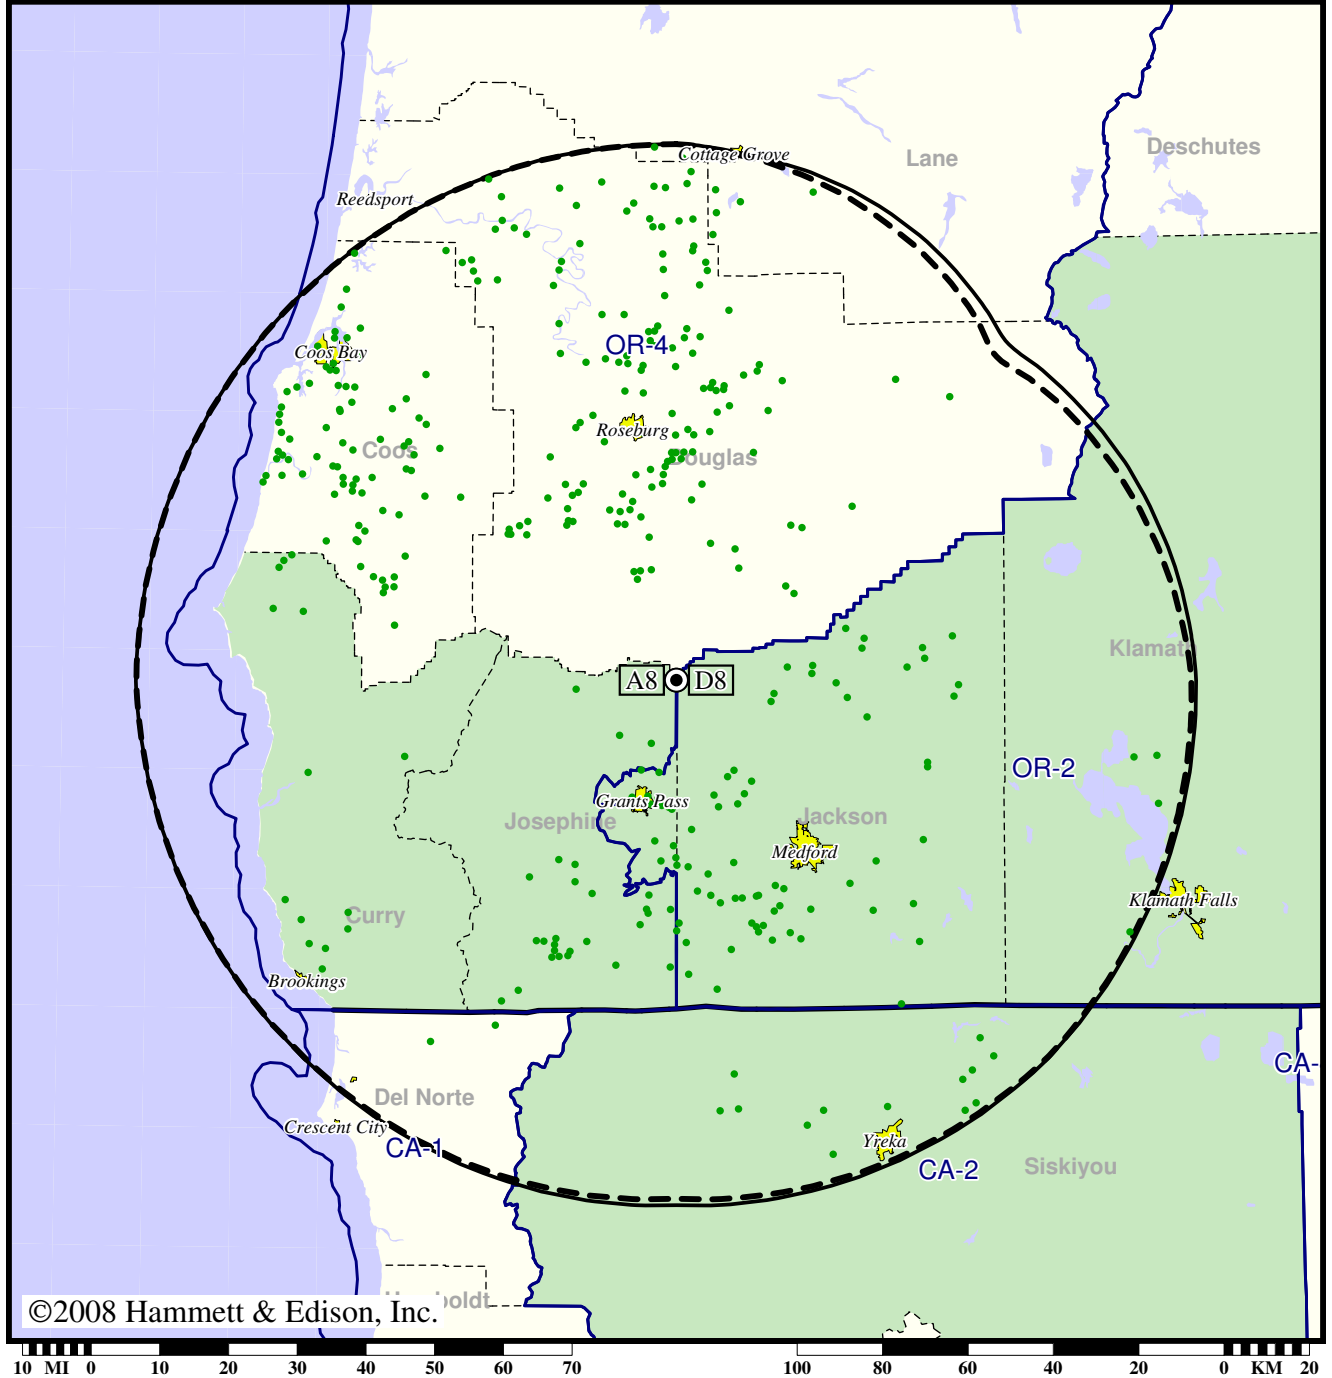 Deschutes
Lane
Cottage Grove
Reedsport
OR-4
Coos Bay
Roseburg
Coos
Douglas
Klamath
A8
D8
OR-2
Grants Pass
Josephine
Jackson
Medford
Klamath Falls
Curry
Brookings
CA-
Del Norte
Crescent City
CA-1
Yreka
CA-2
Siskiyou
©2008 Hammett & Edison, Inc.
10 MI 0 10 20 30 40 50 60 70 100 80 60 40 20 0 KM 20